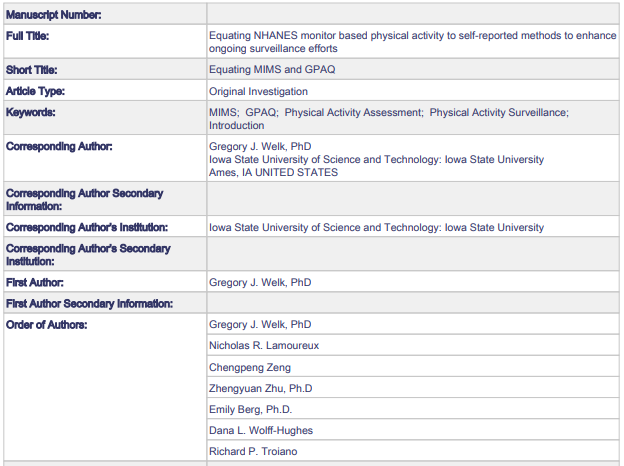 Manuscript Number:
Full Title:
Equating NHANES monitor based physical activity to self-reported methods to enhance
ongoing surveillance efforts
Short Title:
Equating MIMS and GPAQ
Article Type:
Original Investigation
Keywords:
MIMS; GPAQ; Physical Activity Assessment; Physical Activity Surveillance;
Introduction
Corresponding Author:
Gregory J. Welk, PhD
Iowa State University of Science and Technology: Iowa State University
Ames, IA UNITED STATES
Corresponding Author Secondary
Information:
Corresponding Author's Institution:
Iowa State University of Science and Technology: Iowa State University
Corresponding Author's Secondary
Institution:
First Author:
Gregory J. Welk, PhD
First Author Secondary Information:
Order of Authors:
Gregory J. Welk, PhD
Nicholas R. Lamoureux
Chengpeng Zeng
Zhengyuan Zhu, Ph.D
Emily Berg, Ph.D.
Dana L. Wolff-Hughes
Richard P. Troiano